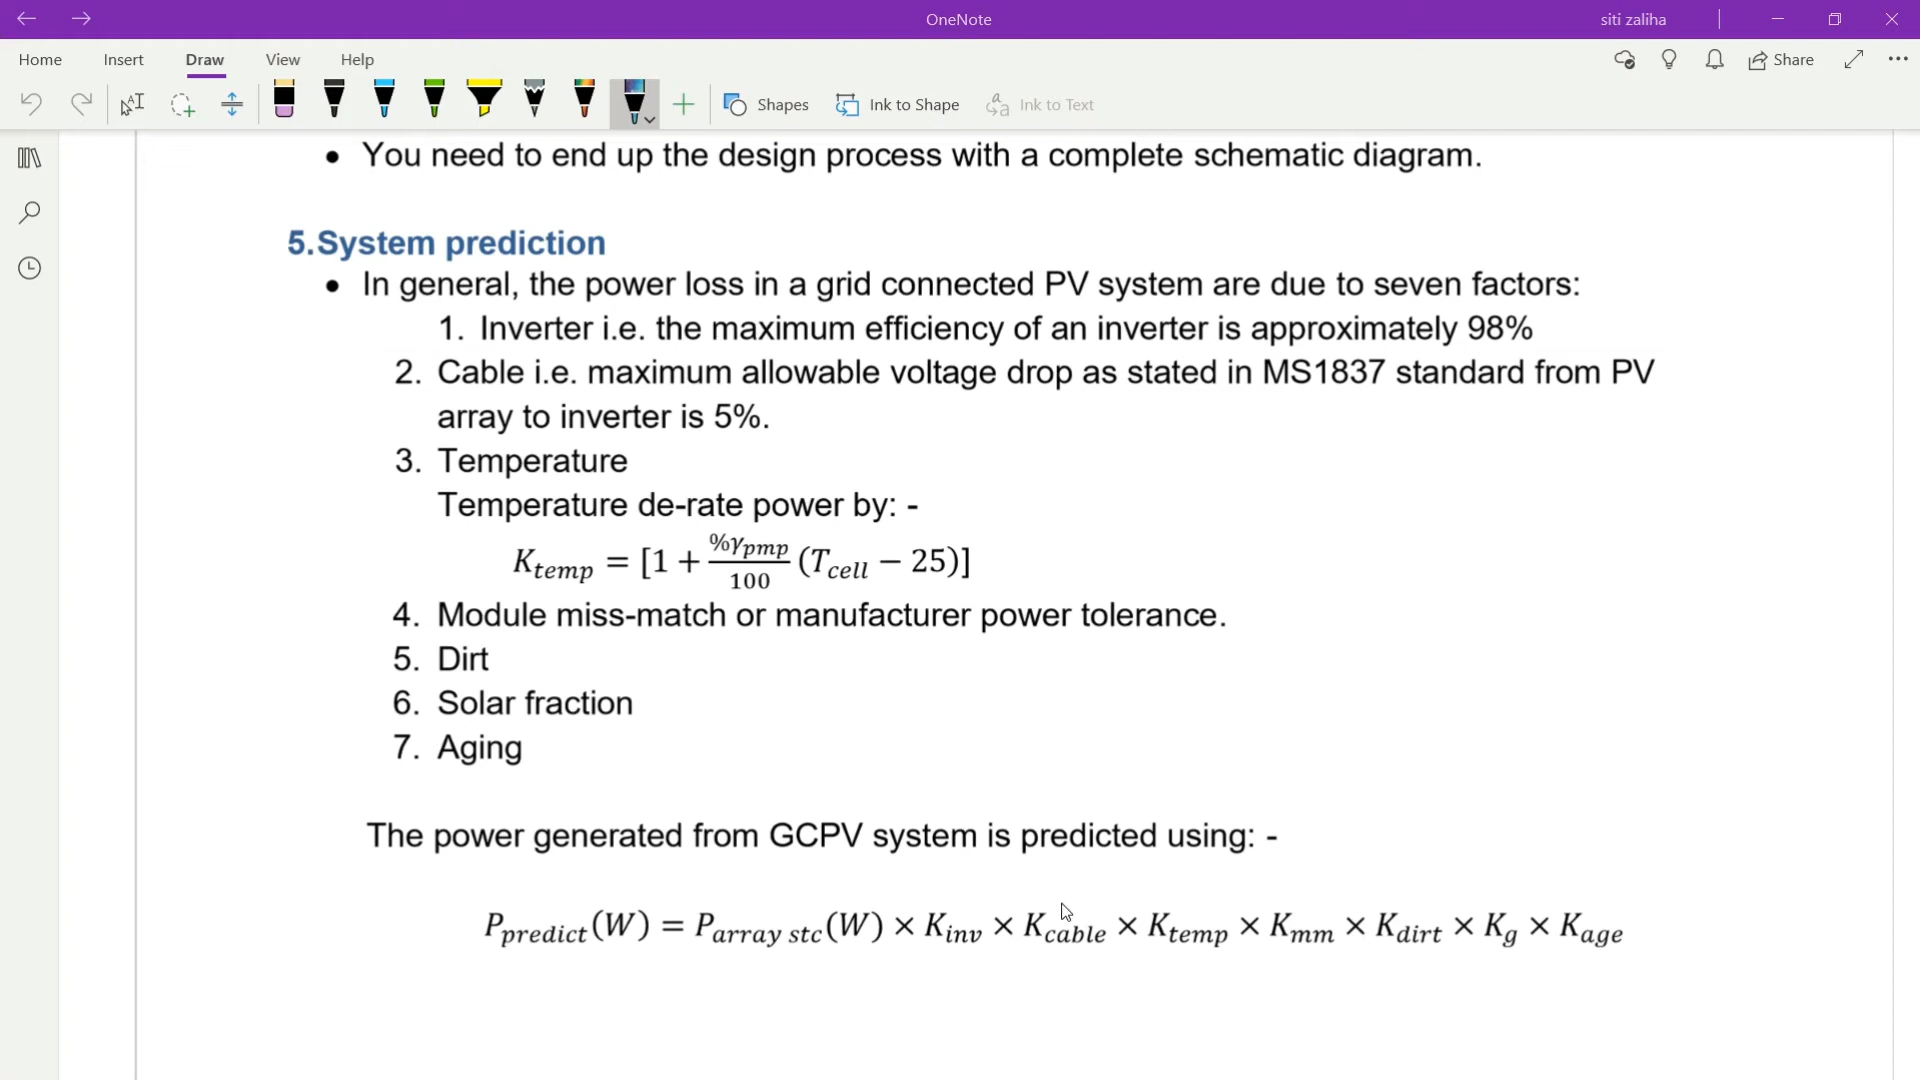 OneNote
siti zaliha
Home Insert Draw View Help
Share
Shapes Ink to Shape Ink to Text
• You need to end up the design process with a complete schematic diagram.
5.System prediction
• In general, the power loss in a grid connected PV system are due to seven factors:
1. Inverter i.e. the maximum efficiency of an inverter is approximately 98%
2. Cable i.e. maximum allowable voltage drop as stated in MS1837 standard from PV
array to inverter is 5%.
3. Temperature
Temperature de-rate power by: -
K_temp = [1 + %γ_pmp/100 (T_cell − 25)]
4. Module miss-match or manufacturer power tolerance.
5. Dirt
6. Solar fraction
7. Aging
The power generated from GCPV system is predicted using: -
P_predict(W) = P_array stc(W) × K_inv × K_cable × K_temp × K_mm × K_dirt × K_g × K_age